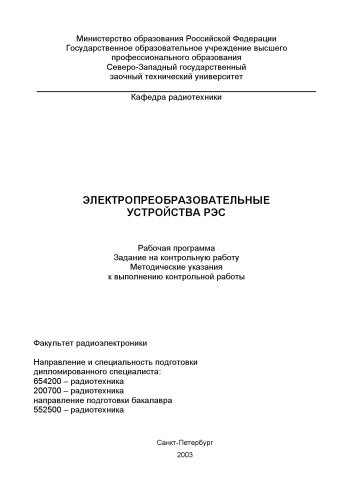 Министерство образования Российской Федерации
Государственное образовательное учреждение высшего
профессионального образования
Северо-Западный государственный
заочный технический университет
Кафедра радиотехники
ЭЛЕКТРОПРЕОБРАЗОВАТЕЛЬНЫЕ
УСТРОЙСТВА РЭС
Рабочая программа
Задание на контрольную работу
Методические указания
к выполнению контрольной работы
Факультет радиоэлектроники
Направление и специальность подготовки
дипломированного специалиста:
654200 – радиотехника
200700 – радиотехника
направление подготовки бакалавра
552500 – радиотехника
Санкт-Петербург
2003